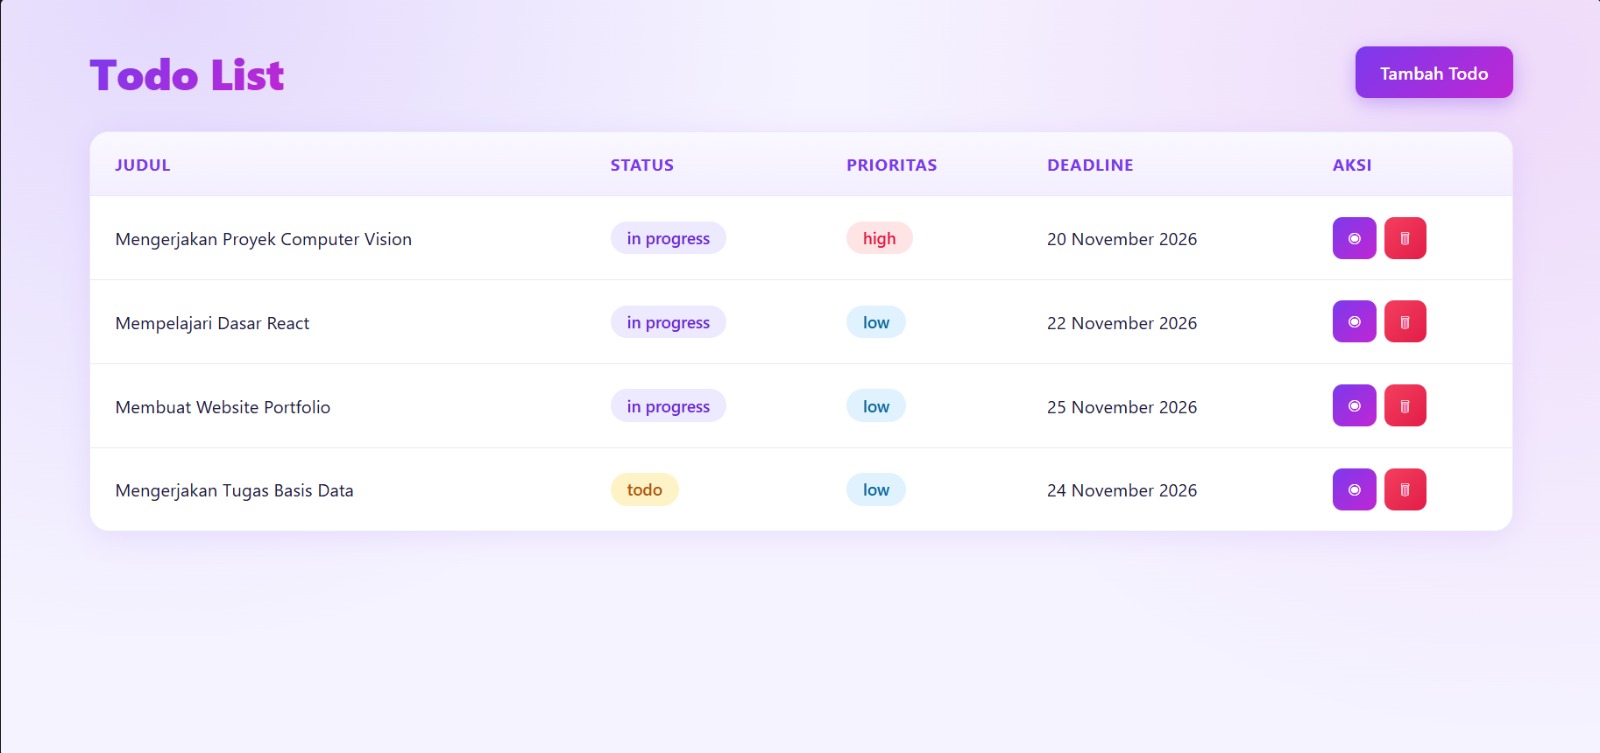 Todo List
Tambah Todo
JUDUL STATUS PRIORITAS DEADLINE AKSI
Mengerjakan Proyek Computer Vision in progress high 20 November 2026
Mempelajari Dasar React in progress low 22 November 2026
Membuat Website Portfolio in progress low 25 November 2026
Mengerjakan Tugas Basis Data todo low 24 November 2026